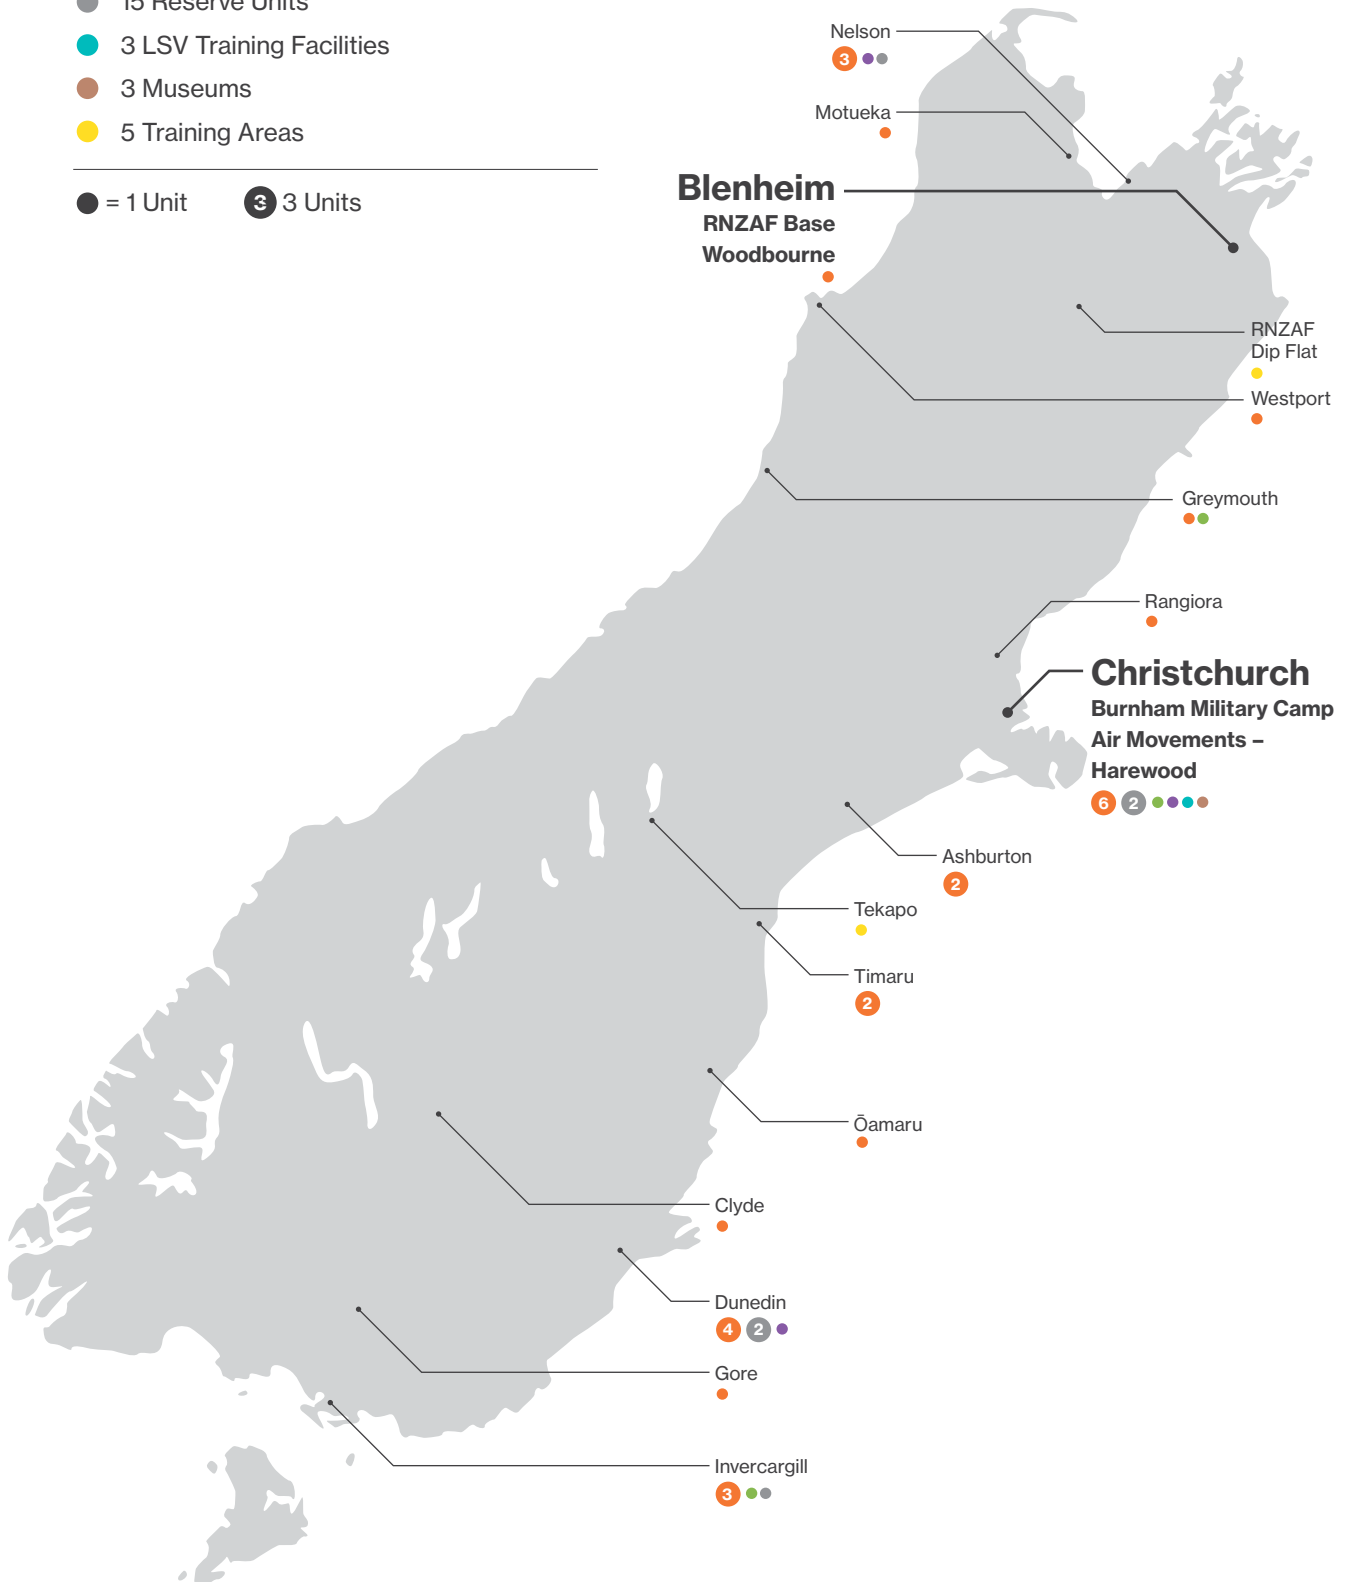 15 Reserve Units
3 LSV Training Facilities
3 Museums
5 Training Areas
= 1 Unit
3 3 Units
Nelson
3
Motueka
Blenheim
RNZAF Base
Woodbourne
RNZAF
Dip Flat
Westport
Greymouth
Rangiora
Christchurch
Burnham Military Camp
Air Movements –
Harewood
6 2
Ashburton
2
Tekapo
Timaru
2
Ōamaru
Clyde
Dunedin
4 2
Gore
Invercargill
3